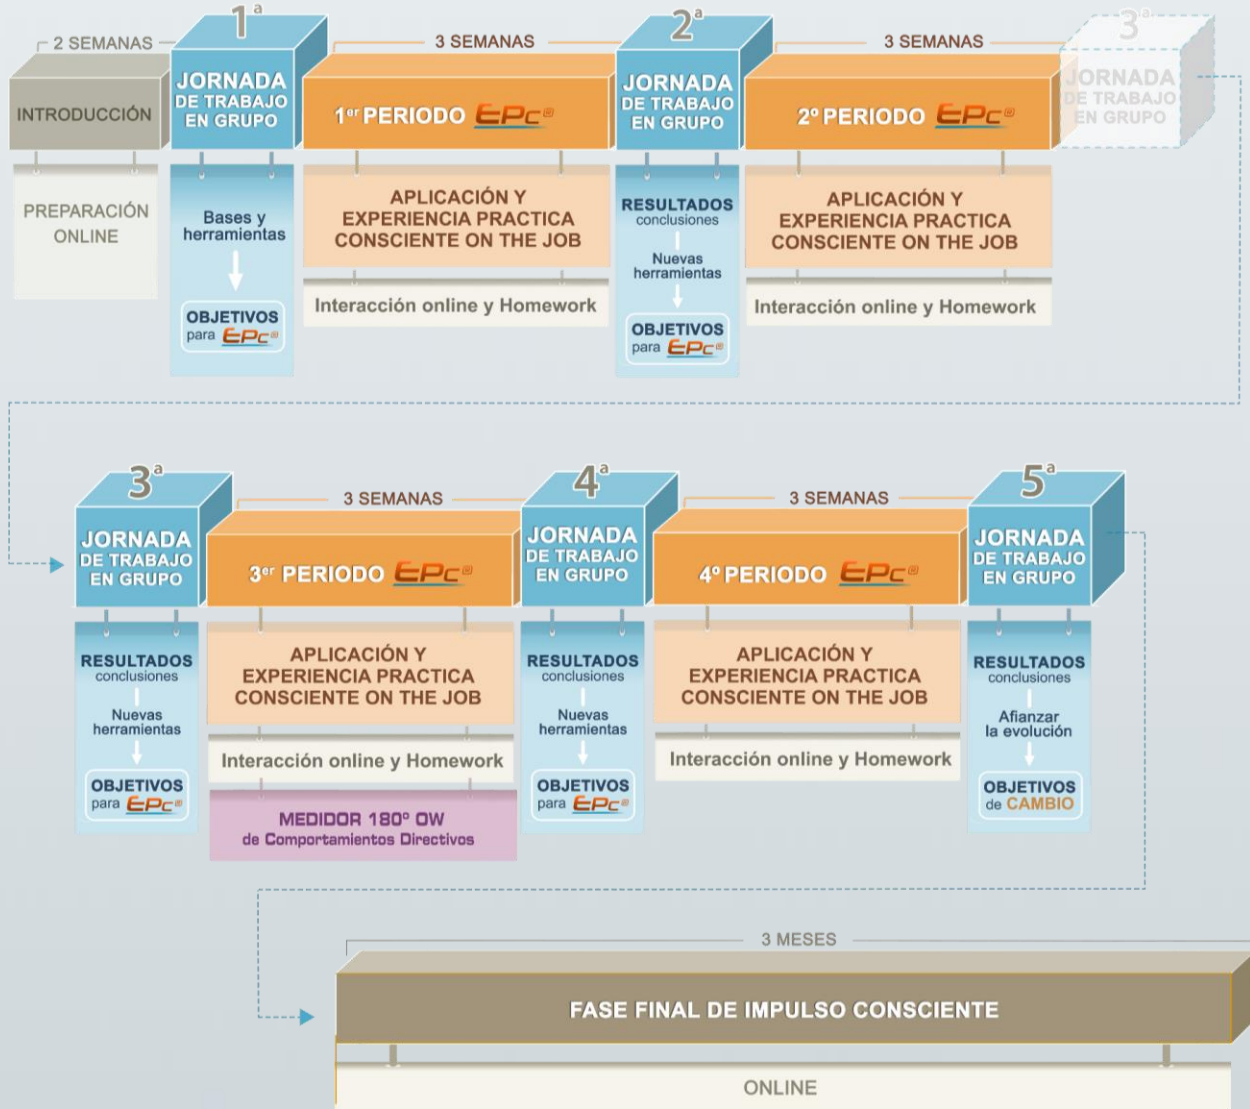 2 SEMANAS
1ª
3 SEMANAS
2ª
3 SEMANAS
3ª
INTRODUCCIÓN
JORNADA
DE TRABAJO
EN GRUPO
1er PERIODO EPc®
JORNADA
DE TRABAJO
EN GRUPO
2º PERIODO EPc®
JORNADA
DE TRABAJO
EN GRUPO
PREPARACIÓN
ONLINE
Bases y
herramientas
OBJETIVOS
para EPc®
APLICACIÓN Y
EXPERIENCIA PRACTICA
CONSCIENTE ON THE JOB
Interacción online y Homework
RESULTADOS
conclusiones
Nuevas
herramientas
OBJETIVOS
para EPc®
APLICACIÓN Y
EXPERIENCIA PRACTICA
CONSCIENTE ON THE JOB
Interacción online y Homework
3ª
3 SEMANAS
4ª
3 SEMANAS
5ª
JORNADA
DE TRABAJO
EN GRUPO
3er PERIODO EPc®
JORNADA
DE TRABAJO
EN GRUPO
4º PERIODO EPc®
JORNADA
DE TRABAJO
EN GRUPO
RESULTADOS
conclusiones
Nuevas
herramientas
OBJETIVOS
para EPc®
APLICACIÓN Y
EXPERIENCIA PRACTICA
CONSCIENTE ON THE JOB
Interacción online y Homework
MEDIDOR 180º OW
de Comportamientos Directivos
RESULTADOS
conclusiones
Nuevas
herramientas
OBJETIVOS
para EPc®
APLICACIÓN Y
EXPERIENCIA PRACTICA
CONSCIENTE ON THE JOB
Interacción online y Homework
RESULTADOS
conclusiones
Afianzar
la evolución
OBJETIVOS
de CAMBIO
3 MESES
FASE FINAL DE IMPULSO CONSCIENTE
ONLINE